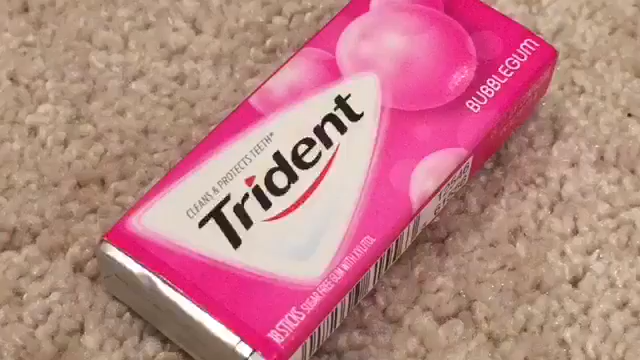 BUBBLEGUM
CLEANS & PROTECTS TEETH*
Trident
18 STICKS SUGAR FREE GUM WITH XYLITOL